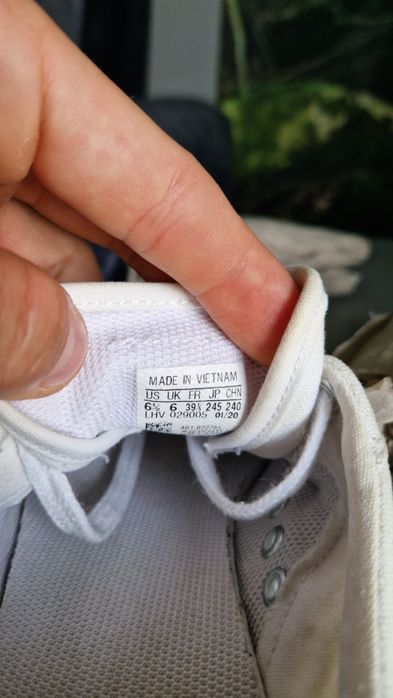 MADE IN VIETNAM
US UK FR JP CHN
6½ 6 39⅓ 245 240
LHV 029005 01/20